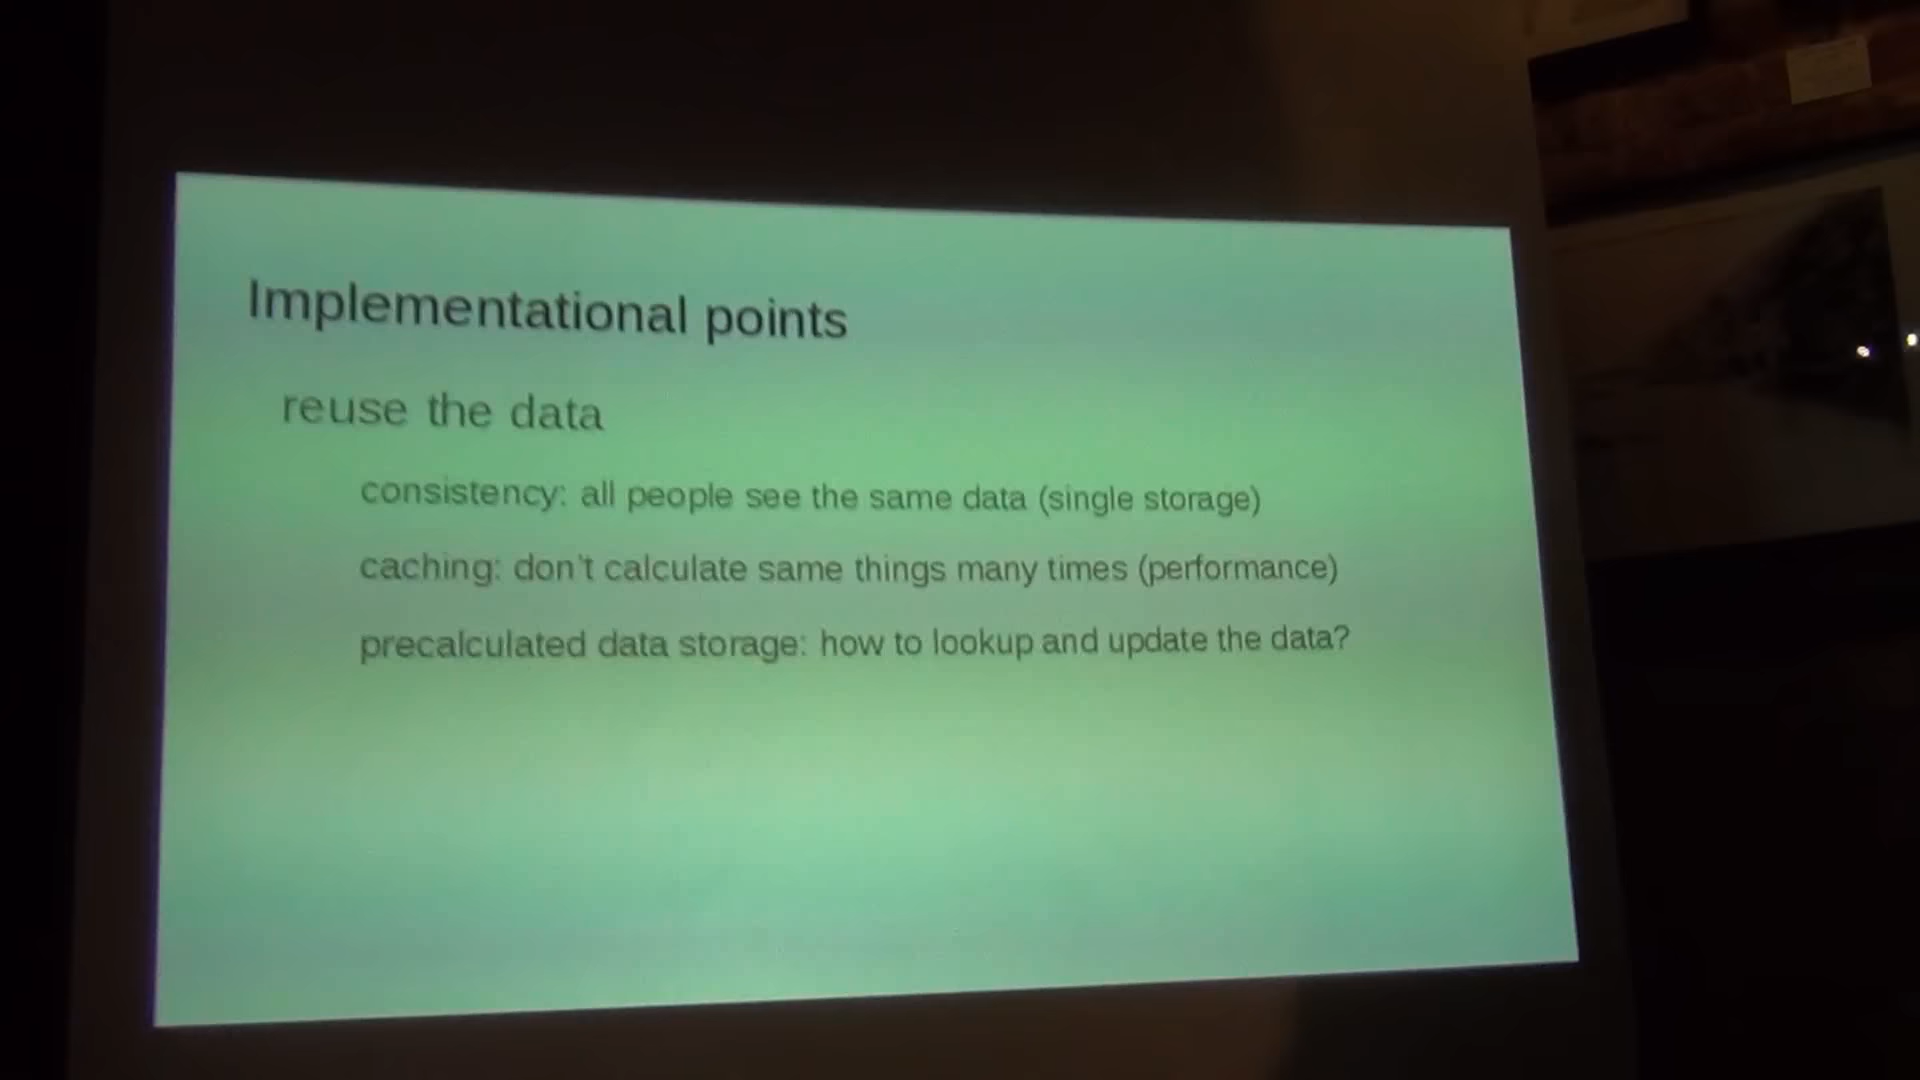 Implementational points
reuse the data
consistency: all people see the same data (single storage)
caching: don't calculate same things many times (performance)
precalculated data storage: how to lookup and update the data?